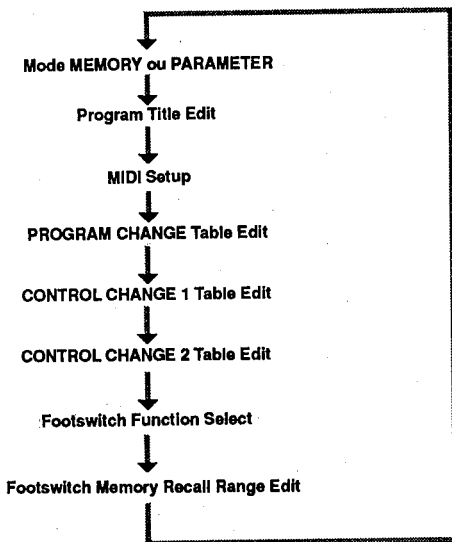 Mode MEMORY ou PARAMETER
Program Title Edit
MIDI Setup
PROGRAM CHANGE Table Edit
CONTROL CHANGE 1 Table Edit
CONTROL CHANGE 2 Table Edit
Footswitch Function Select
Footswitch Memory Recall Range Edit